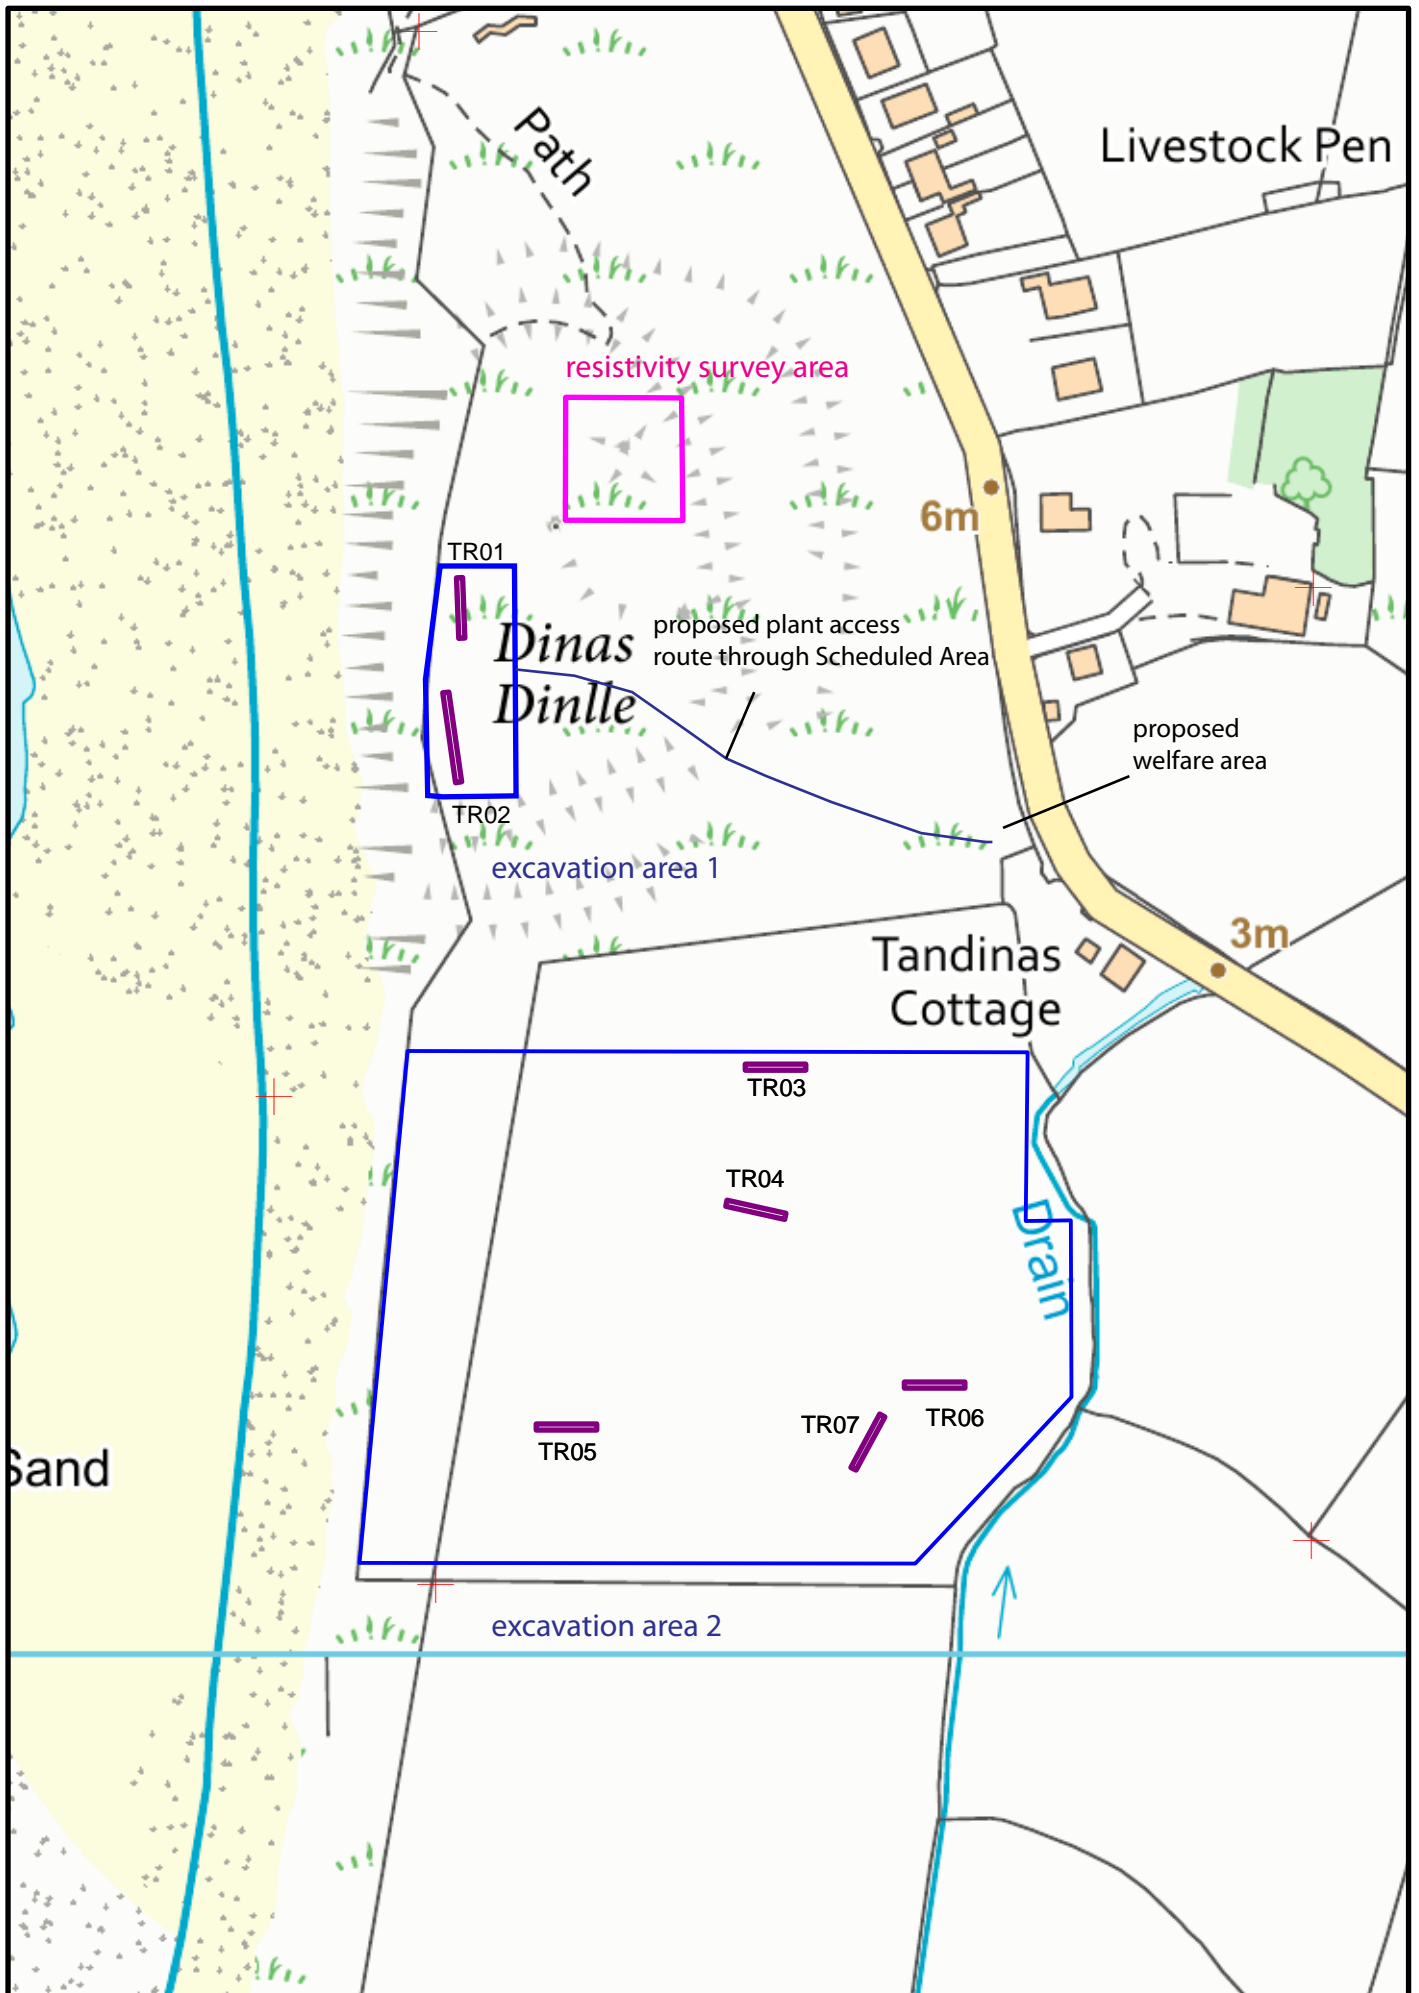 Path
Livestock Pen
resistivity survey area
6m
TR01
Dinas
Dinlle
proposed plant access
route through Scheduled Area
proposed
welfare area
TR02
excavation area 1
3m
Tandinas
Cottage
TR03
TR04
Drain
TR07
TR06
TR05
Sand
excavation area 2